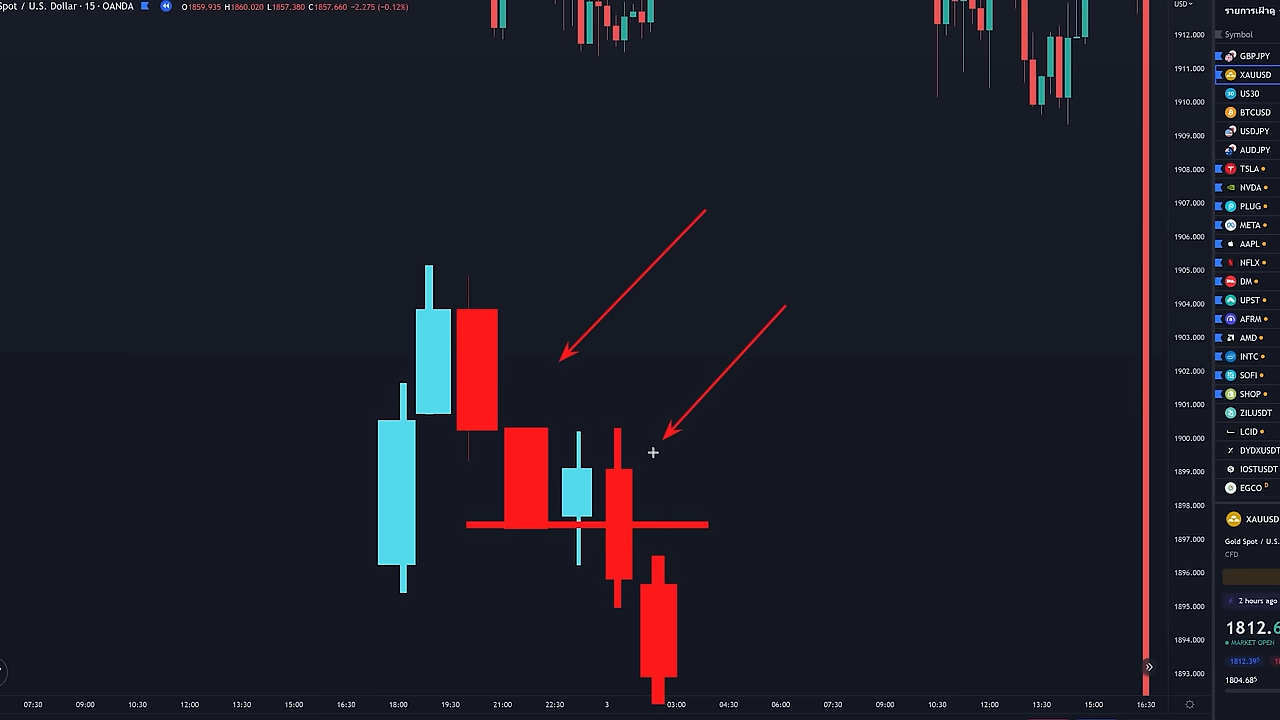 Spot / U.S. Dollar · 15 · OANDA O1859.935 H1860.020 L1857.380 C1857.660 −2.275 (−0.12%)
USD
1912.000
1911.000
1910.000
1909.000
1908.000
1907.000
1906.000
1905.000
1904.000
1903.000
1902.000
1901.000
1900.000
1899.000
1898.000
1897.000
1896.000
1895.000
1894.000
1893.000
07:30 09:00 10:30 12:00 13:30 15:00 16:30 18:00 19:30 21:00 22:30 3 03:00 04:30 06:00 07:30 09:00 10:30 12:00 13:30 15:00 16:30
รายการเฝ้าดู
Symbol
GBPJPY
XAUUSD
US30
BTCUSD
USDJPY
AUDJPY
TSLA
NVDA
PLUG
META
AAPL
NFLX
DM
UPST
AFRM
AMD
INTC
SOFI
SHOP
ZILUSDT
LCID
DYDXUSDT
IOSTUSDT
EGCO D
XAUUSD
Gold Spot / U.S.
CFD
2 hours ago
1812.6
MARKET OPEN
1812.39⁵
1804.68⁵